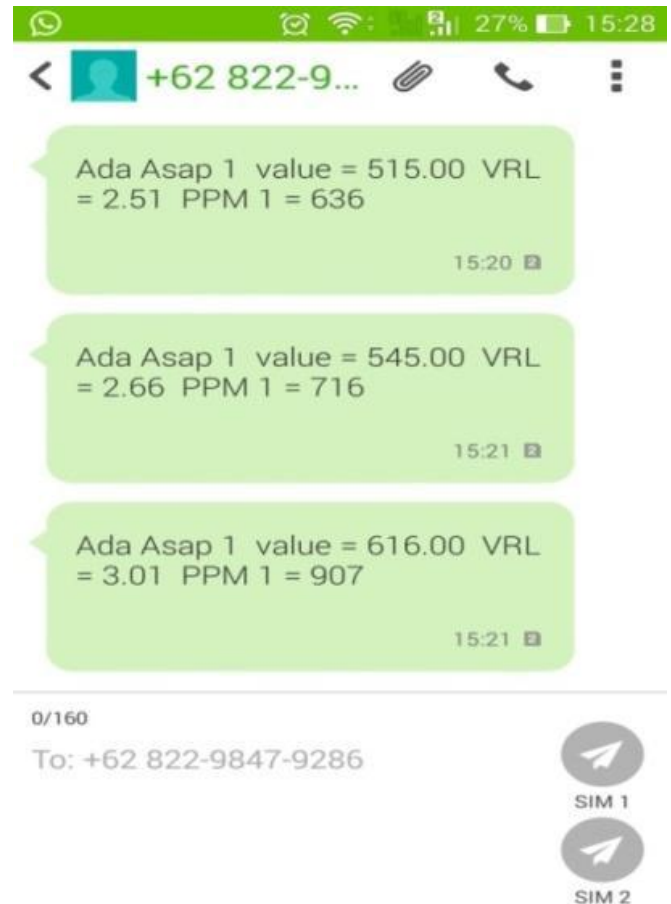 27% 15:28
+62 822-9...
Ada Asap 1 value = 515.00 VRL
= 2.51 PPM 1 = 636
15:20 2
Ada Asap 1 value = 545.00 VRL
= 2.66 PPM 1 = 716
15:21 2
Ada Asap 1 value = 616.00 VRL
= 3.01 PPM 1 = 907
15:21 2
0/160
To: +62 822-9847-9286
SIM 1
SIM 2